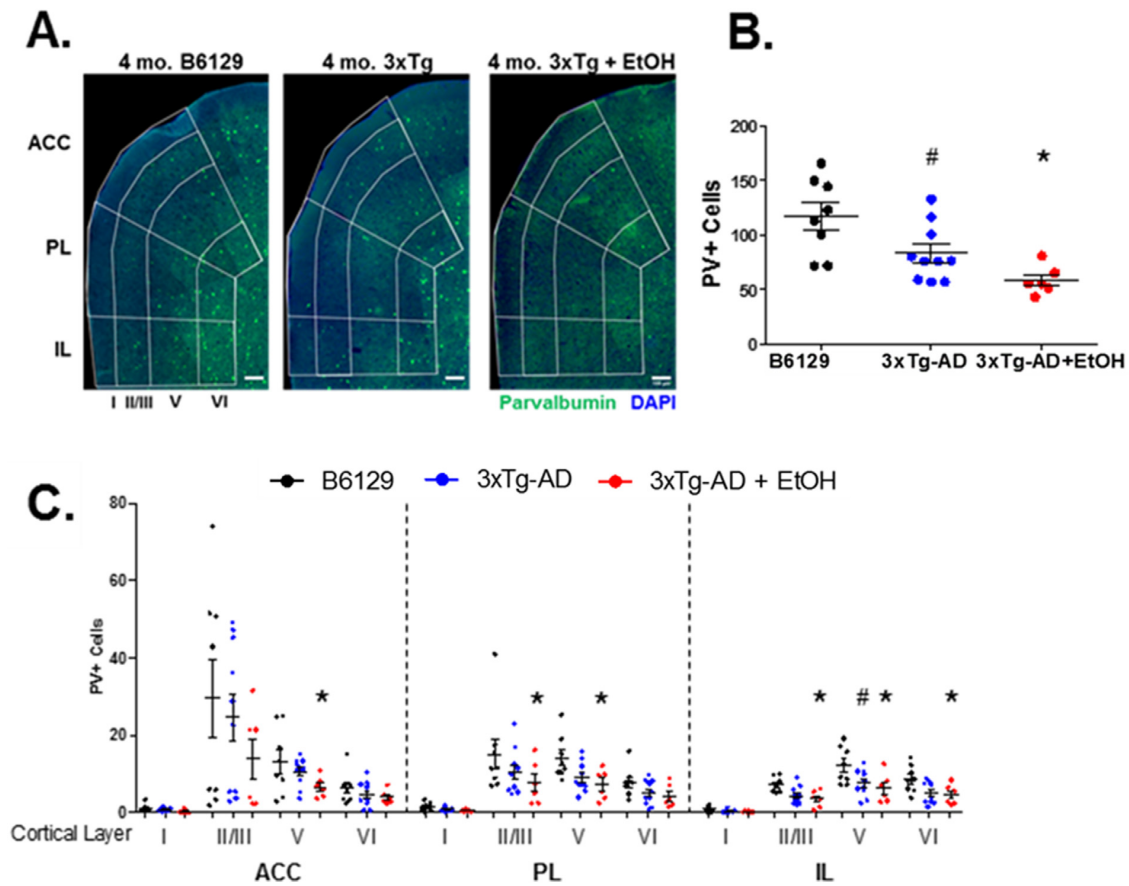 A.
4 mo. B6129 4 mo. 3xTg 4 mo. 3xTg + EtOH
ACC
PL
IL
I II/III V VI
Parvalbumin DAPI
B.
PV+ Cells
200
150
100
50
0
# *
B6129 3xTg-AD 3xTg-AD+EtOH
C.
B6129 3xTg-AD 3xTg-AD + EtOH
PV+ Cells
80
60
40
20
0
* * * * # * *
Cortical Layer I II/III V VI I II/III V VI I II/III V VI
ACC PL IL